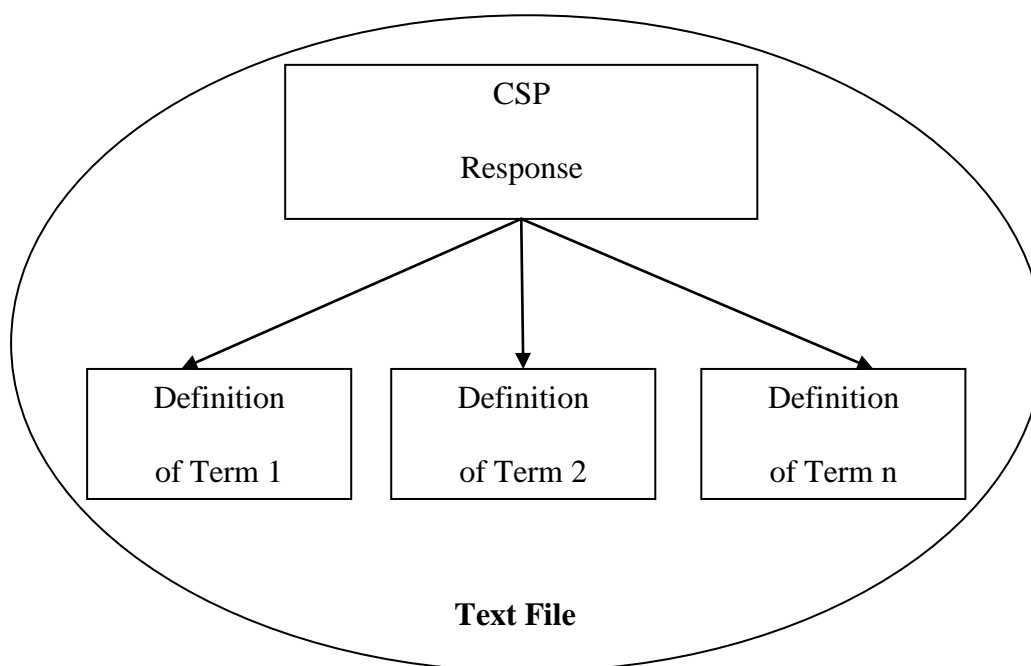 CSP
Response
Definition
of Term 1
Definition
of Term 2
Definition
of Term n
Text File